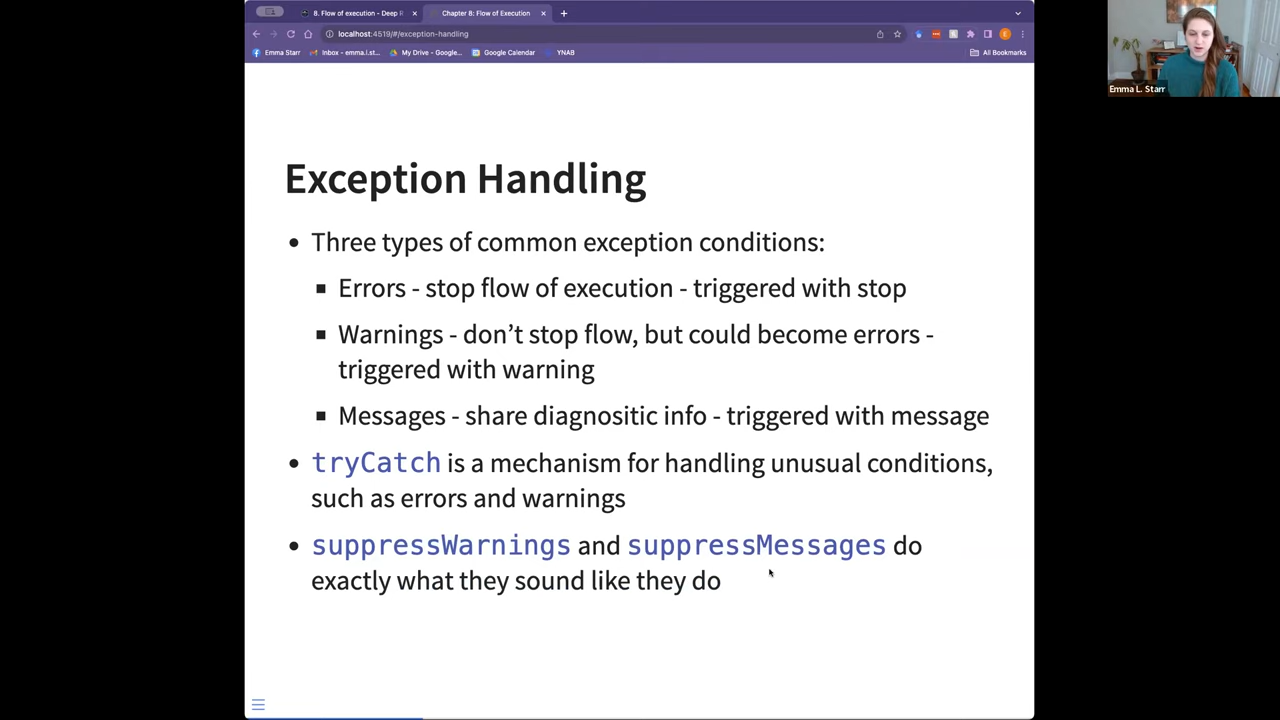 8. Flow of execution - Deep R
Chapter 8: Flow of Execution
localhost:4519/#/exception-handling
Emma Starr
Inbox - emma.i.st...
My Drive - Google...
Google Calendar
YNAB
All Bookmarks
Emma L. Starr
Exception Handling
Three types of common exception conditions:
Errors - stop flow of execution - triggered with stop
Warnings - don’t stop flow, but could become errors -
triggered with warning
Messages - share diagnositic info - triggered with message
tryCatch is a mechanism for handling unusual conditions,
such as errors and warnings
suppressWarnings and suppressMessages do
exactly what they sound like they do